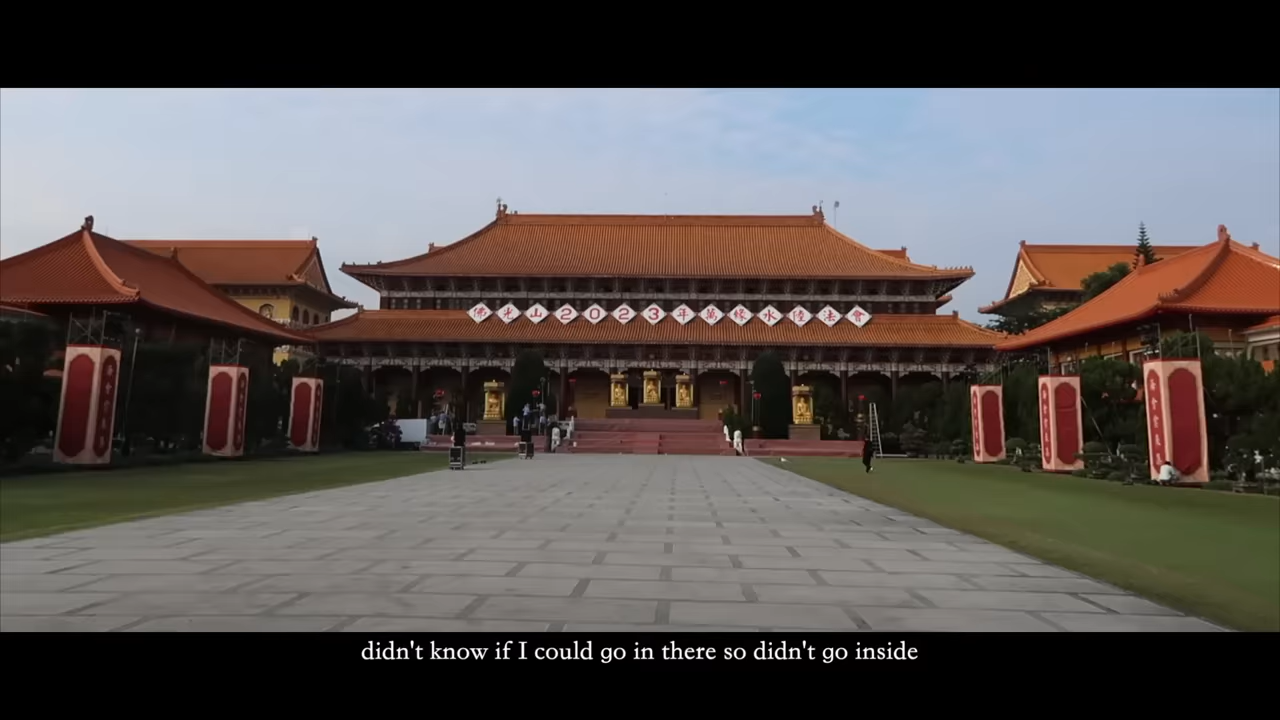 佛光山2023年萬緣水陸法會
didn't know if I could go in there so didn't go inside